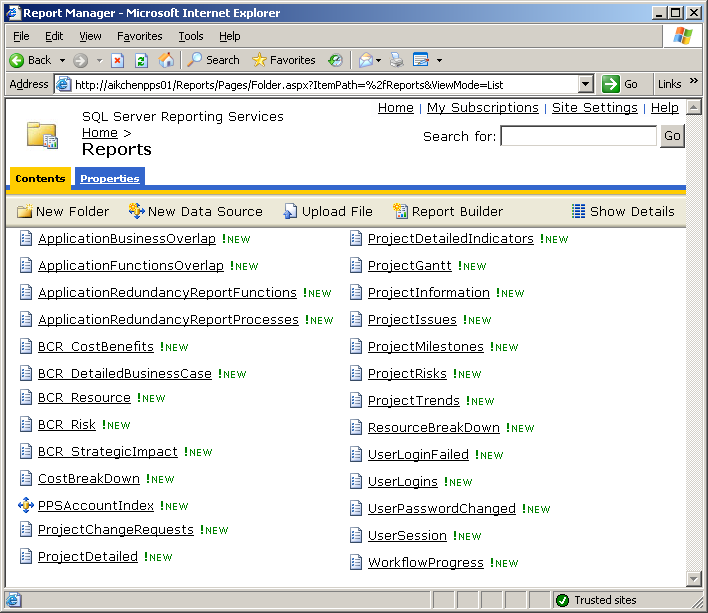 Report Manager - Microsoft Internet Explorer
File Edit View Favorites Tools Help
Back Search Favorites
Address http://aikchenpps01/Reports/Pages/Folder.aspx?ItemPath=%2fReports&ViewMode=List Go Links »
SQL Server Reporting Services Home | My Subscriptions | Site Settings | Help
Home >
Reports Search for: Go
Contents Properties
New Folder New Data Source Upload File Report Builder Show Details
ApplicationBusinessOverlap !NEW
ApplicationFunctionsOverlap !NEW
ApplicationRedundancyReportFunctions !NEW
ApplicationRedundancyReportProcesses !NEW
BCR_CostBenefits !NEW
BCR_DetailedBusinessCase !NEW
BCR_Resource !NEW
BCR_Risk !NEW
BCR_StrategicImpact !NEW
CostBreakDown !NEW
PPSAccountIndex !NEW
ProjectChangeRequests !NEW
ProjectDetailed !NEW
ProjectDetailedIndicators !NEW
ProjectGantt !NEW
ProjectInformation !NEW
ProjectIssues !NEW
ProjectMilestones !NEW
ProjectRisks !NEW
ProjectTrends !NEW
ResourceBreakDown !NEW
UserLoginFailed !NEW
UserLogins !NEW
UserPasswordChanged !NEW
UserSession !NEW
WorkflowProgress !NEW
Trusted sites